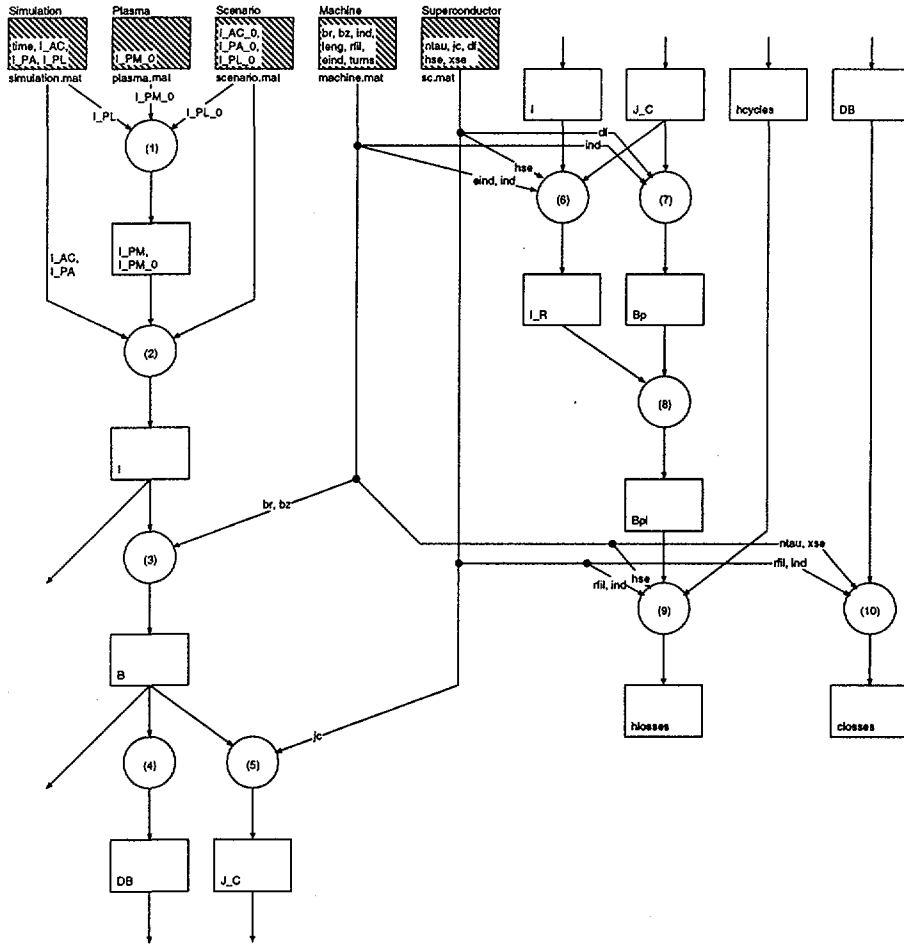 Simulation
time, I_AC,
I_PA, I_PL
simulation.mat
Plasma
I_PM_0
plasma.mat
Scenario
I_AC_0,
I_PA_0,
I_PL_0
scenario.mat
Machine
br, bz, ind,
leng, rfil,
eind, turns
machine.mat
Superconductor
ntau, jc, df,
hse, xse
sc.mat
I_PL
I_PM_0
I_PL_0
(1)
I_PM,
I_PM_0
I_AC,
I_PA
(2)
I
br, bz
(3)
B
jc
(4)
(5)
DB
J_C
I
J_C
hcycles
DB
df
ind
hse
eind, ind
(6)
(7)
I_R
Bp
(8)
Bpi
ntau, xse
rfil, ind
hse
rfil, ind
(9)
(10)
hlosses
closses